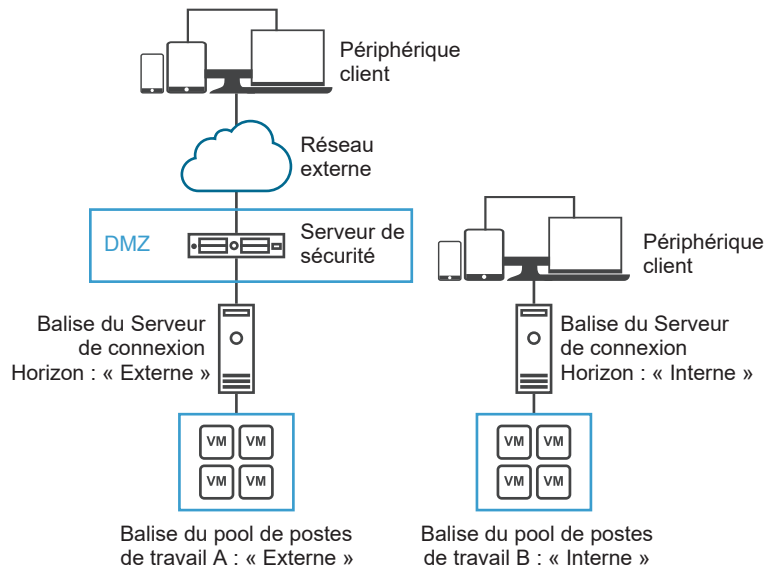 Périphérique
client
Réseau
externe
DMZ
Serveur de
sécurité
Périphérique
client
Balise du Serveur
de connexion
Horizon : « Externe »
Balise du Serveur
de connexion
Horizon : « Interne »
VM VM
VM VM
VM VM
VM VM
Balise du pool de postes
de travail A : « Externe »
Balise du pool de postes
de travail B : « Interne »